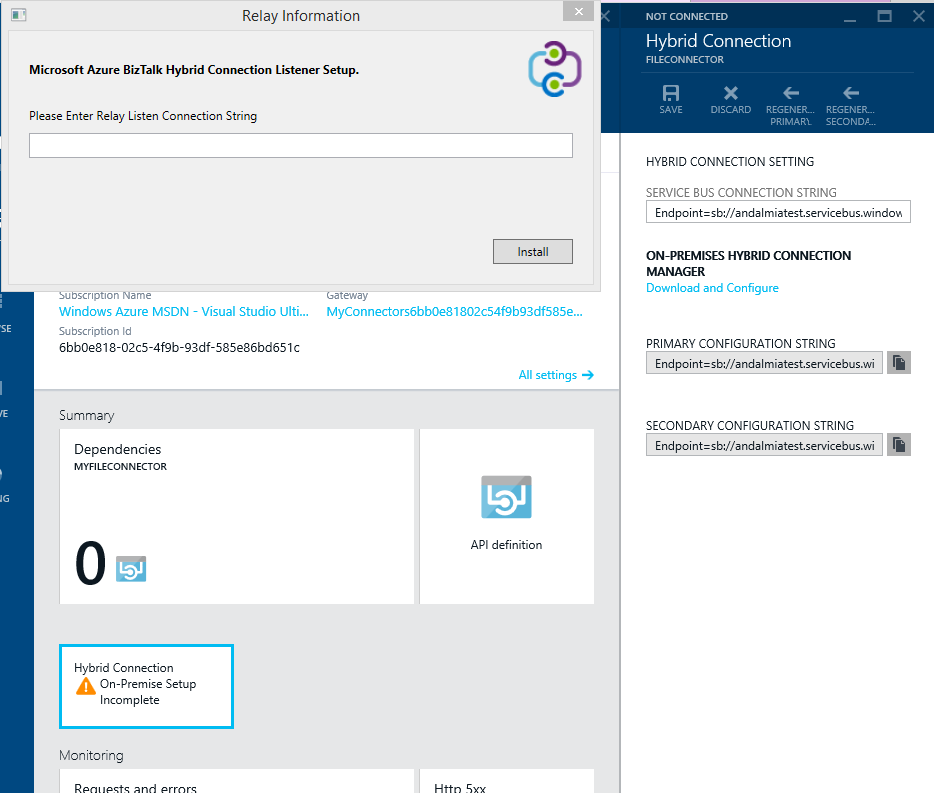 Relay Information
Microsoft Azure BizTalk Hybrid Connection Listener Setup.
Please Enter Relay Listen Connection String
Install
NOT CONNECTED
Hybrid Connection
FILECONNECTOR
SAVE
DISCARD
REGENER...
PRIMARY.
REGENER...
SECONDA...
HYBRID CONNECTION SETTING
SERVICE BUS CONNECTION STRING
Endpoint=sb://andalmiatest.servicebus.window
ON-PREMISES HYBRID CONNECTION
MANAGER
Download and Configure
PRIMARY CONFIGURATION STRING
Endpoint=sb://andalmiatest.servicebus.wi
SECONDARY CONFIGURATION STRING
Endpoint=sb://andalmiatest.servicebus.wi
Subscription Name
Windows Azure MSDN - Visual Studio Ulti...
Gateway
MyConnectors6bb0e81802c54f9b93df585e...
Subscription Id
6bb0e818-02c5-4f9b-93df-585e86bd651c
All settings
Summary
Dependencies
MYFILECONNECTOR
0
API definition
Hybrid Connection
On-Premise Setup
Incomplete
Monitoring
Requests and errors
Http 5xx